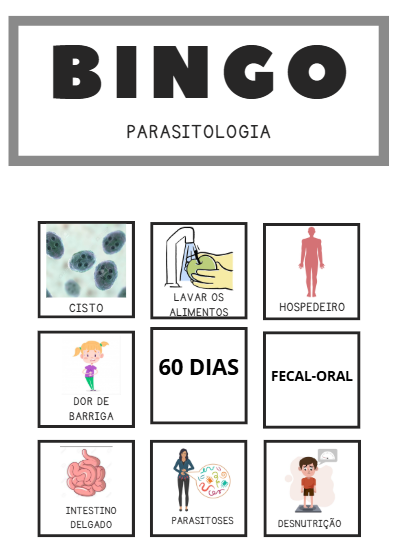 BINGO
PARASITOLOGIA
CISTO
LAVAR OS
ALIMENTOS
HOSPEDEIRO
DOR DE
BARRIGA
60 DIAS
FECAL-ORAL
INTESTINO
DELGADO
PARASITOSES
DESNUTRIÇÃO